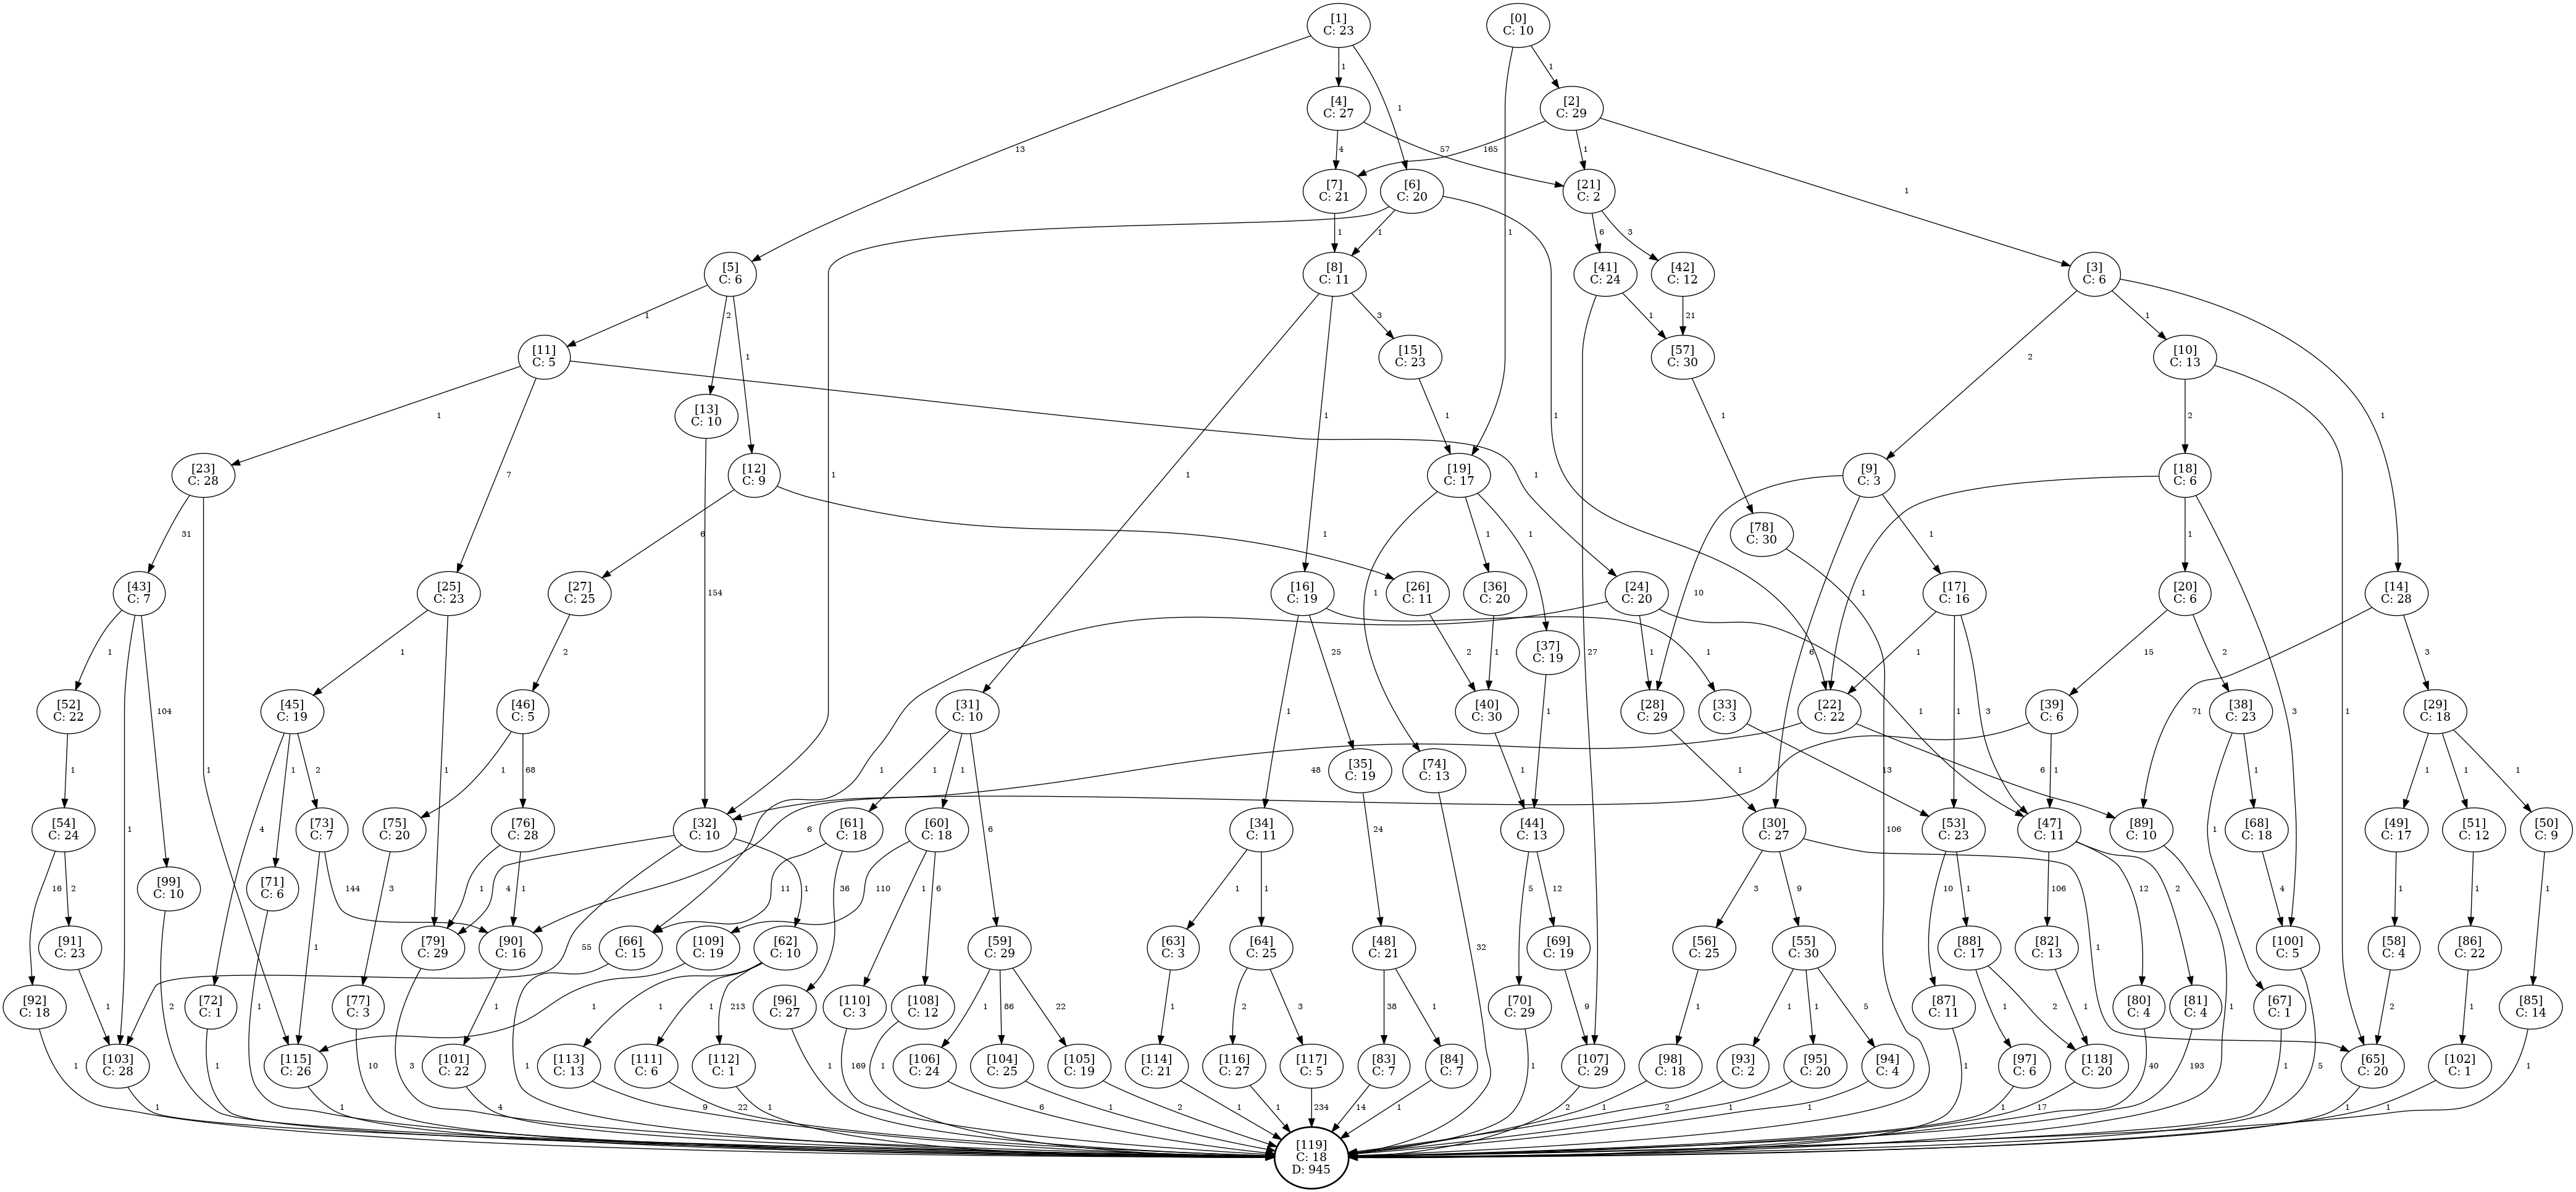 [1]
C: 23
[0]
C: 10
1
1
[4]
C: 27
[2]
C: 29
13
1
1
4
57
165
1
1
[7]
C: 21
[6]
C: 20
[21]
C: 2
1
1
1
6
3
[5]
C: 6
[8]
C: 11
[41]
C: 24
[42]
C: 12
[3]
C: 6
1
2
1
3
1
21
2
1
1
[11]
C: 5
[15]
C: 23
[57]
C: 30
[10]
C: 13
[13]
C: 10
1
7
1
1
1
1
2
1
[12]
C: 9
[23]
C: 28
[19]
C: 17
[9]
C: 3
[18]
C: 6
1
1
1
31
6
1
1
1
1
[78]
C: 30
1
1
[43]
C: 7
[25]
C: 23
[27]
C: 25
154
[16]
C: 19
[26]
C: 11
[36]
C: 20
[24]
C: 20
10
1
[17]
C: 16
[20]
C: 6
[14]
C: 28
1
1
2
25
1
2
1
[37]
C: 19
27
1
6
1
15
2
3
3
[52]
C: 22
104
[45]
C: 19
[46]
C: 5
[31]
C: 10
1
[40]
C: 30
1
[28]
C: 29
[33]
C: 3
1
[22]
C: 22
1
3
[39]
C: 6
[38]
C: 23
71
1
[29]
C: 18
1
1
1
1
4
1
2
1
68
1
1
1
48
[35]
C: 19
[74]
C: 13
1
13
6
1
1
1
1
1
1
[54]
C: 24
[73]
C: 7
[75]
C: 20
[76]
C: 28
[32]
C: 10
6
[61]
C: 18
[60]
C: 18
6
[34]
C: 11
[44]
C: 13
[30]
C: 27
106
[53]
C: 23
[47]
C: 11
[89]
C: 10
[68]
C: 18
[49]
C: 17
[51]
C: 12
[50]
C: 9
16
2
[99]
C: 10
[71]
C: 6
144
1
3
1
1
4
1
11
36
110
1
6
1
1
24
32
5
12
3
9
1
10
1
106
12
2
4
1
1
1
[91]
C: 23
[79]
C: 29
[90]
C: 16
55
[66]
C: 15
[109]
C: 19
[62]
C: 10
[59]
C: 29
[63]
C: 3
[64]
C: 25
[48]
C: 21
[69]
C: 19
[56]
C: 25
[55]
C: 30
[88]
C: 17
[82]
C: 13
[100]
C: 5
[58]
C: 4
[86]
C: 22
[92]
C: 18
1
2
[72]
C: 1
1
[77]
C: 3
1
1
1
1
213
[96]
C: 27
[110]
C: 3
[108]
C: 12
1
86
22
1
2
3
38
1
[70]
C: 29
9
1
1
1
5
[87]
C: 11
1
2
1
[80]
C: 4
[81]
C: 4
1
[67]
C: 1
2
1
[85]
C: 14
[103]
C: 28
[115]
C: 26
[101]
C: 22
1
[113]
C: 13
[111]
C: 6
[112]
C: 1
1
169
1
[106]
C: 24
[104]
C: 25
[105]
C: 19
[114]
C: 21
[116]
C: 27
[117]
C: 5
[83]
C: 7
[84]
C: 7
1
[107]
C: 29
[98]
C: 18
[93]
C: 2
[95]
C: 20
[94]
C: 4
1
[97]
C: 6
[118]
C: 20
40
193
1
1
5
[65]
C: 20
[102]
C: 1
1
1
1
1
1
10
3
4
9
22
1
6
1
2
1
1
234
14
1
2
1
2
1
1
1
17
1
1
[119]
C: 18
D: 945